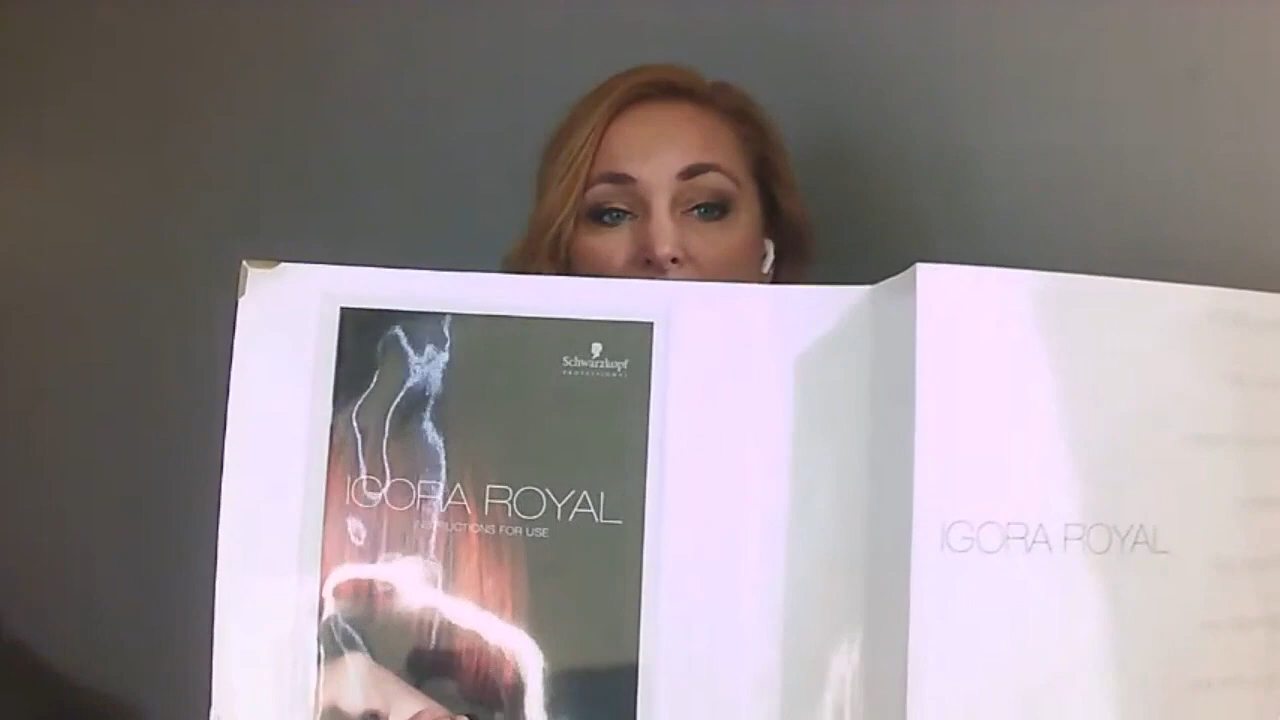 Schwarzkopf
PROFESSIONAL
IGORA ROYAL
INSTRUCTIONS FOR USE
IGORA ROYAL